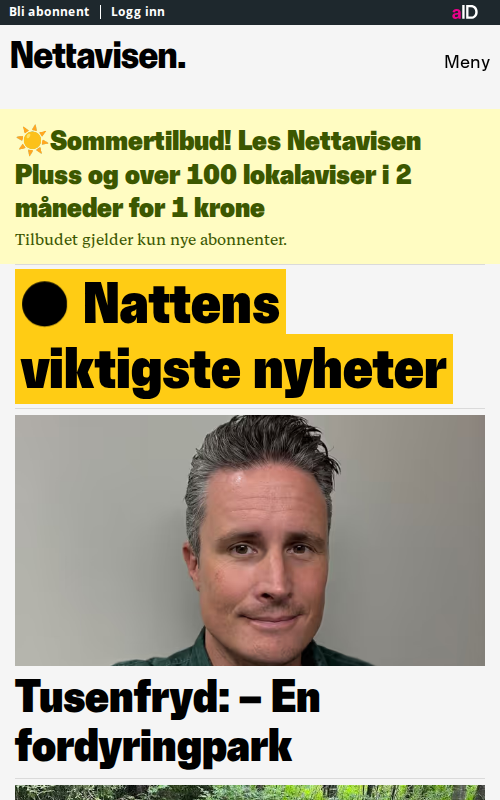 Bli abonnent | Logg inn
aID
Nettavisen.
Meny
☀️Sommertilbud! Les Nettavisen
Pluss og over 100 lokalaviser i 2
måneder for 1 krone
Tilbudet gjelder kun nye abonnenter.
● Nattens
viktigste nyheter
Tusenfryd: – En
fordyringpark